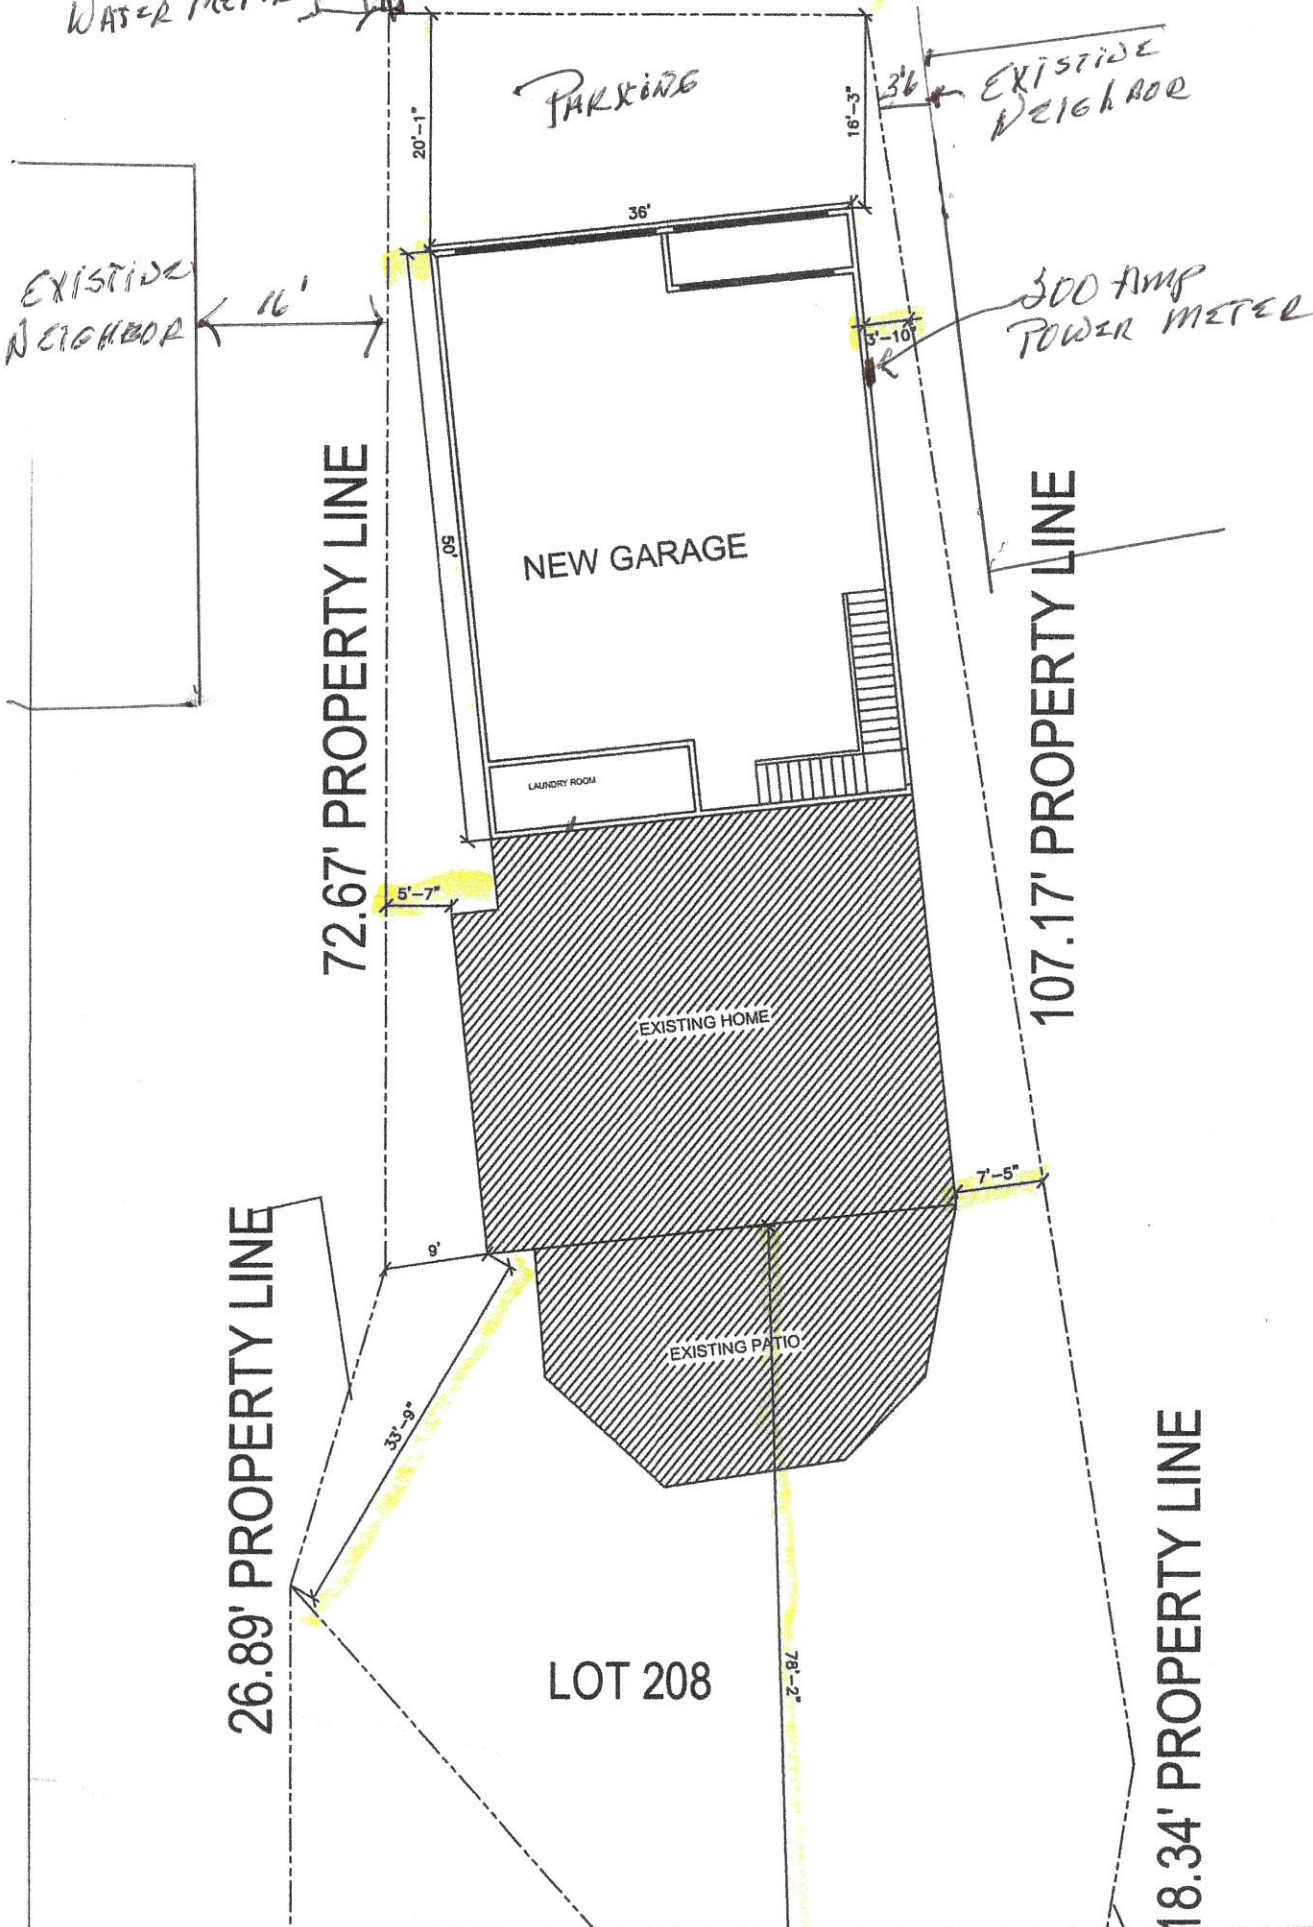 WATER METER
PARKING
3'6
EXISTING
NEIGHBOR
20'-1"
16'-3"
36'
EXISTING
NEIGHBOR
16'
300 AMP
POWER METER
3'-10"
50'
NEW GARAGE
72.67' PROPERTY LINE
107.17' PROPERTY LINE
LAUNDRY ROOM
5'-7"
EXISTING HOME
7'-5"
9'
26.89' PROPERTY LINE
EXISTING PATIO
33'-9"
18.34' PROPERTY LINE
LOT 208
78'-2"